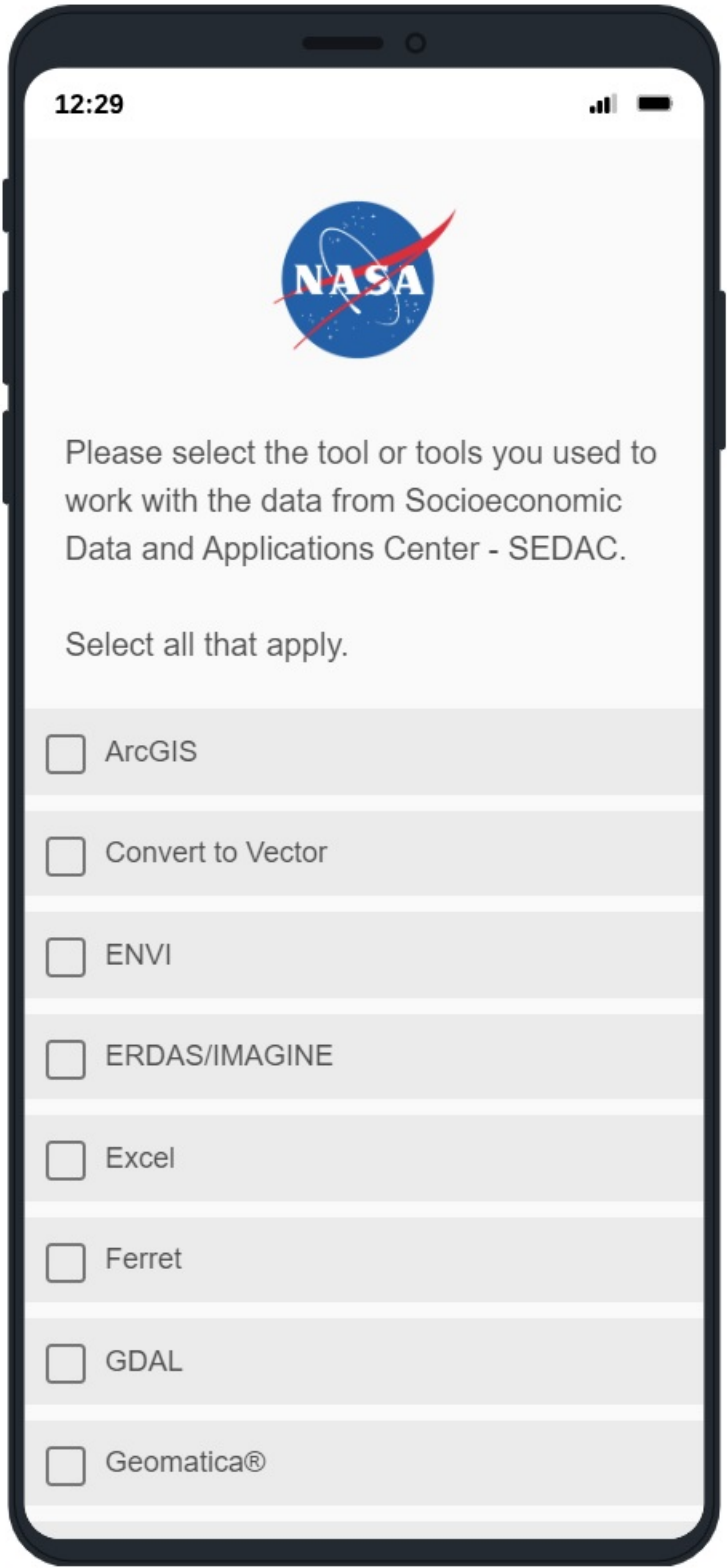 12:29
NASA
Please select the tool or tools you used to
work with the data from Socioeconomic
Data and Applications Center - SEDAC.
Select all that apply.
ArcGIS
Convert to Vector
ENVI
ERDAS/IMAGINE
Excel
Ferret
GDAL
Geomatica®